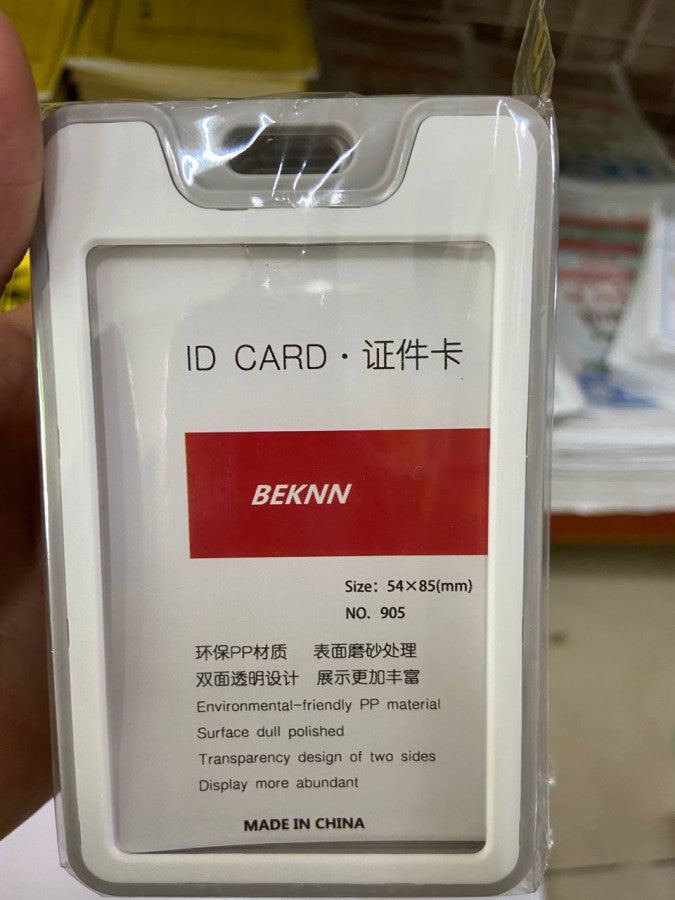 ID CARD · 证件卡
BEKNN
Size: 54×85(mm)
NO. 905
环保PP材质 表面磨砂处理
双面透明设计 展示更加丰富
Environmental-friendly PP material
Surface dull polished
Transparency design of two sides
Display more abundant
MADE IN CHINA